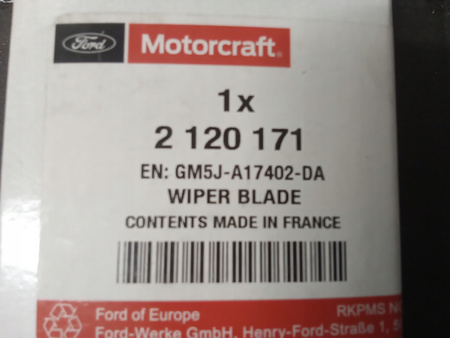 Ford Motorcraft®
1x
2 120 171
EN: GM5J-A17402-DA
WIPER BLADE
CONTENTS MADE IN FRANCE
Ford of Europe RKPMS
Ford-Werke GmbH, Henry-Ford-Straße 1,